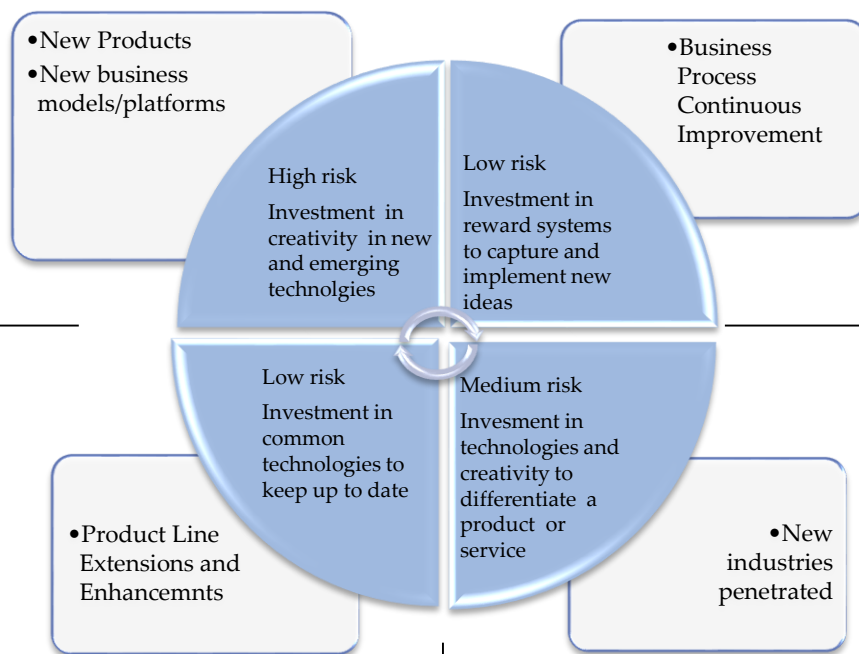 •New Products
•New business
models/platforms
•Business
Process
Continuous
Improvement
High risk
Investment in
creativity in new
and emerging
technolgies
Low risk
Investment in
reward systems
to capture and
implement new
ideas
Low risk
Investment in
common
technologies to
keep up to date
Medium risk
Invesment in
technologies and
creativity to
differentiate a
product or
service
•Product Line
Extensions and
Enhancemnts
•New
industries
penetrated